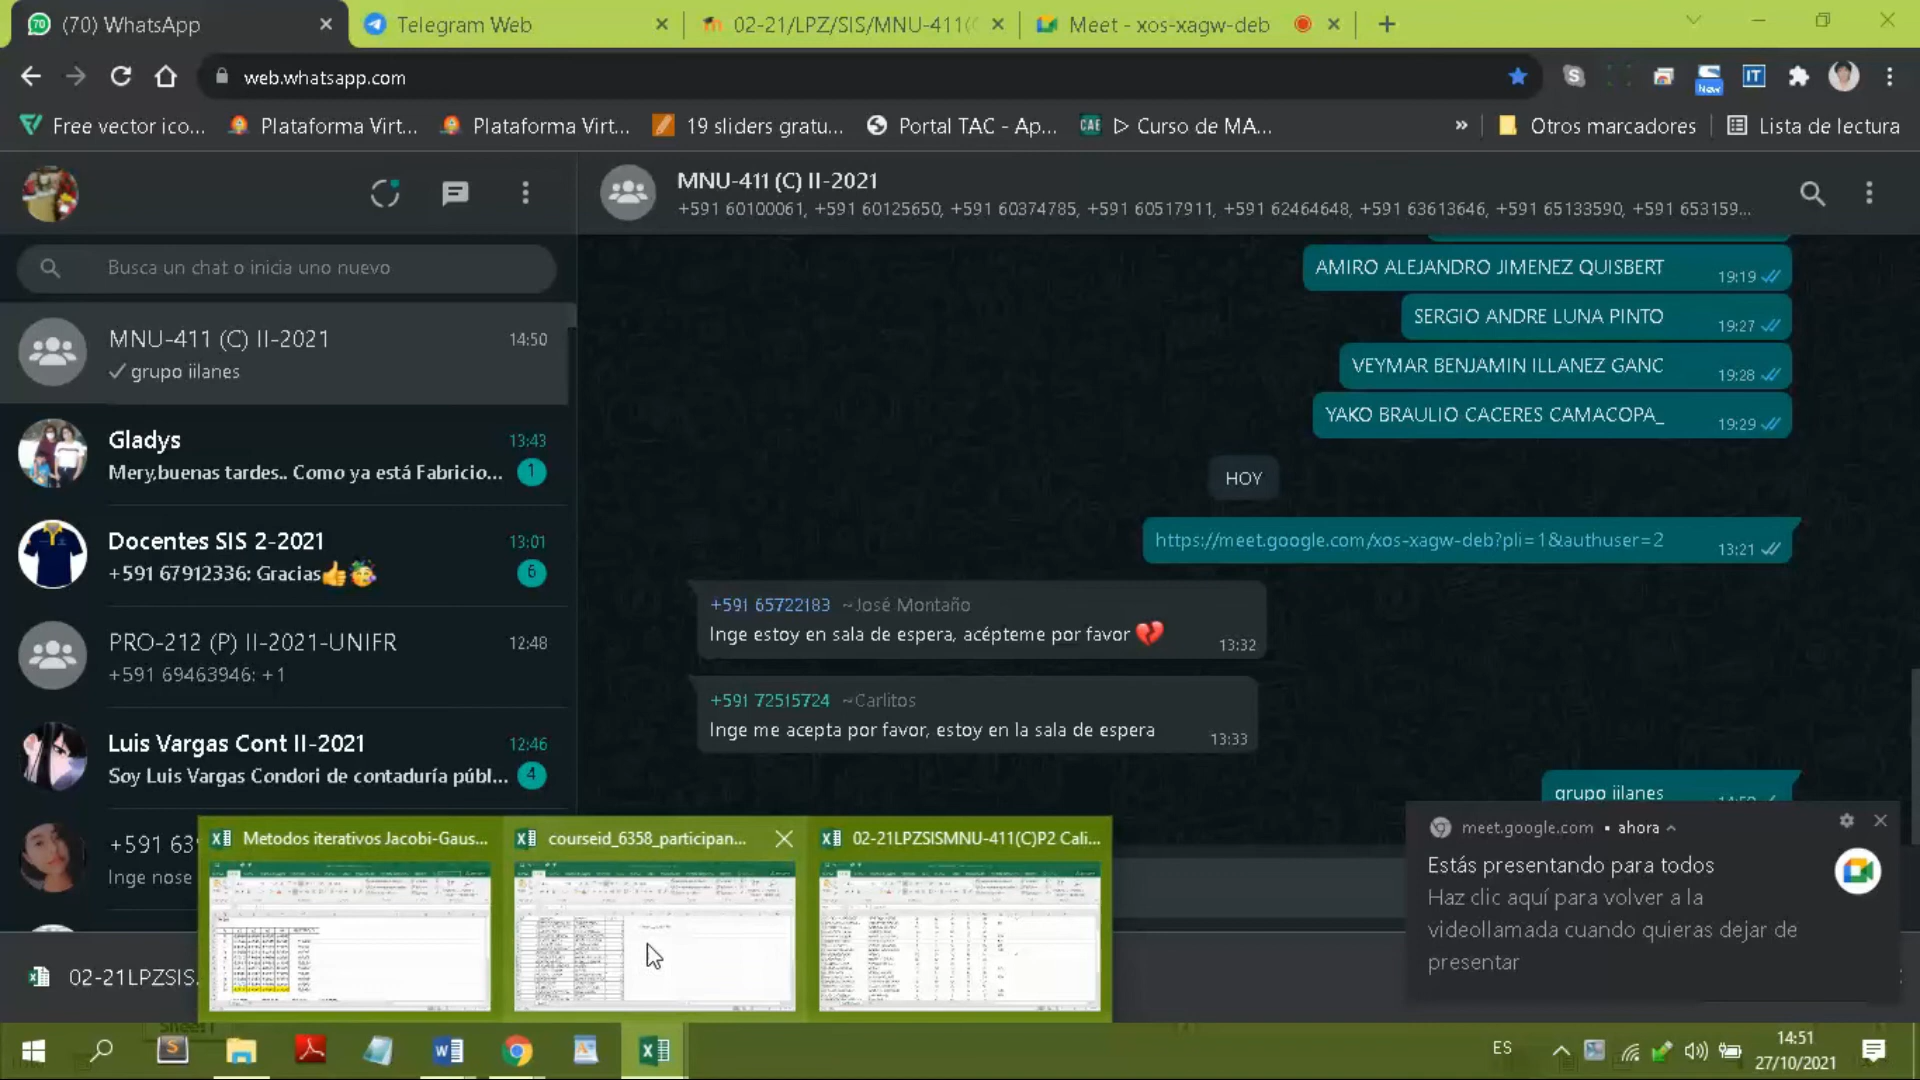 (70) WhatsApp
Telegram Web
02-21/LPZ/SIS/MNU-411(
Meet - xos-xagw-deb
web.whatsapp.com
New
IT
Free vector ico...
Plataforma Virt...
Plataforma Virt...
19 sliders gratu...
Portal TAC - Ap...
CAE
▷ Curso de MA...
»
Otros marcadores
Lista de lectura
MNU-411 (C) II-2021
+591 60100061, +591 60125650, +591 60374785, +591 60517911, +591 62464648, +591 63613646, +591 65133590, +591 653159...
Busca un chat o inicia uno nuevo
MNU-411 (C) II-2021
14:50
grupo iilanes
Gladys
13:43
Mery,buenas tardes.. Como ya está Fabricio...
1
Docentes SIS 2-2021
13:01
+591 67912336: Gracias👍🥳
6
PRO-212 (P) II-2021-UNIFR
12:48
+591 69463946: +1
Luis Vargas Cont II-2021
12:46
Soy Luis Vargas Condori de contaduría públ...
4
+591 63
Inge nose
AMIRO ALEJANDRO JIMENEZ QUISBERT
19:19
SERGIO ANDRE LUNA PINTO
19:27
VEYMAR BENJAMIN ILLANEZ GANC
19:28
YAKO BRAULIO CACERES CAMACOPA_
19:29
HOY
https://meet.google.com/xos-xagw-deb?pli=1&authuser=2
13:21
+591 65722183 ~José Montaño
Inge estoy en sala de espera, acépteme por favor 💔
13:32
+591 72515724 ~Carlitos
Inge me acepta por favor, estoy en la sala de espera
13:33
grupo iilanes
meet.google.com • ahora
Estás presentando para todos
Haz clic aquí para volver a la
videollamada cuando quieras dejar de
presentar
Metodos iterativos Jacobi-Gaus...
courseid_6358_participan...
02-21LPZSISMNU-411(C)P2 Cali...
02-21LPZSIS
ES
14:51
27/10/2021